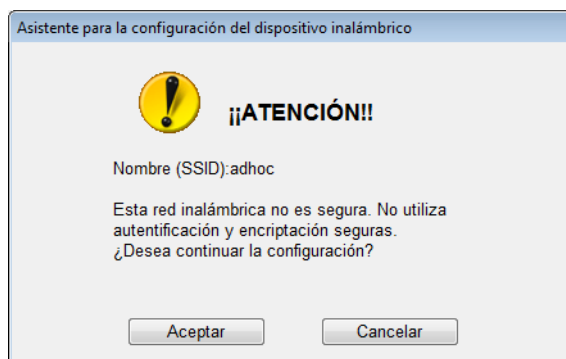 Asistente para la configuración del dispositivo inalámbrico
¡¡ATENCIÓN!!
Nombre (SSID):adhoc
Esta red inalámbrica no es segura. No utiliza
autentificación y encriptación seguras.
¿Desea continuar la configuración?
Aceptar
Cancelar